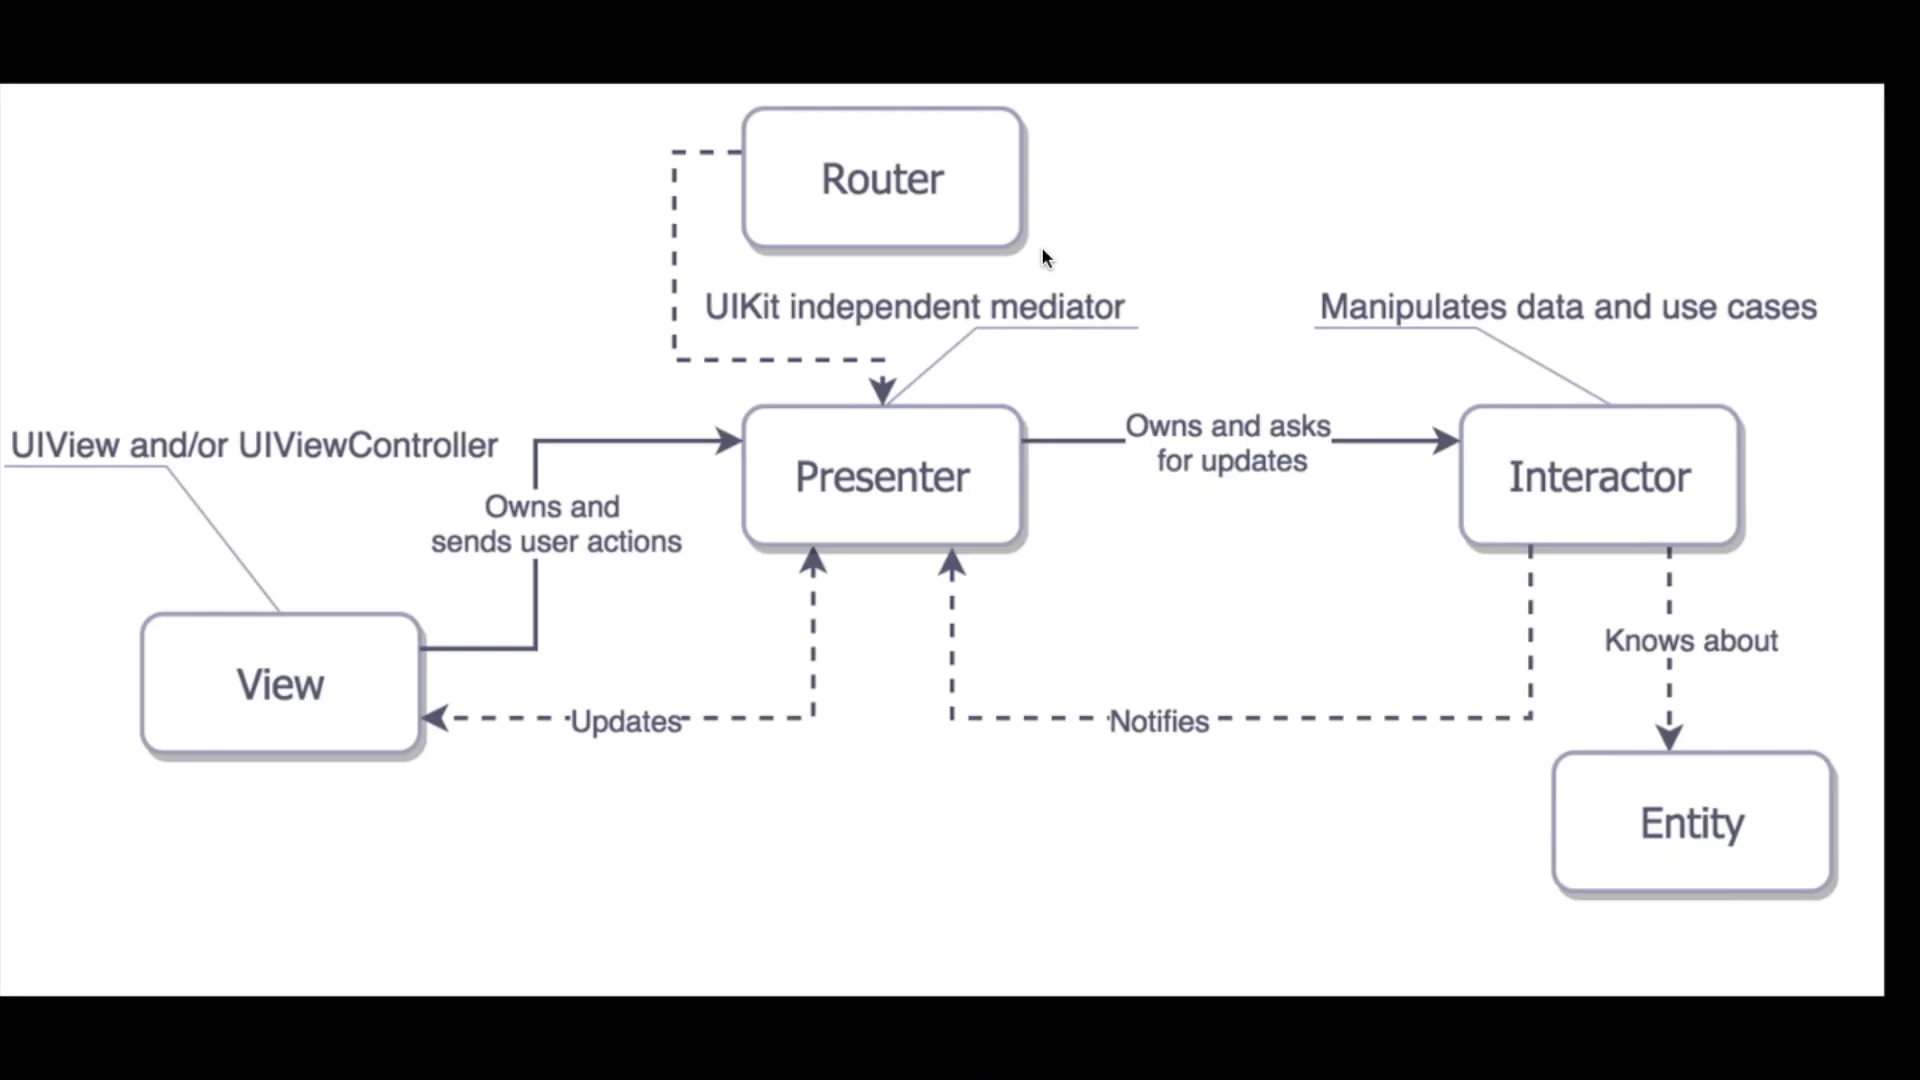 Router
UIKit independent mediator
Manipulates data and use cases
UIView and/or UIViewController
Owns and
sends user actions
Presenter
Owns and asks
for updates
Interactor
View
Updates
Notifies
Knows about
Entity